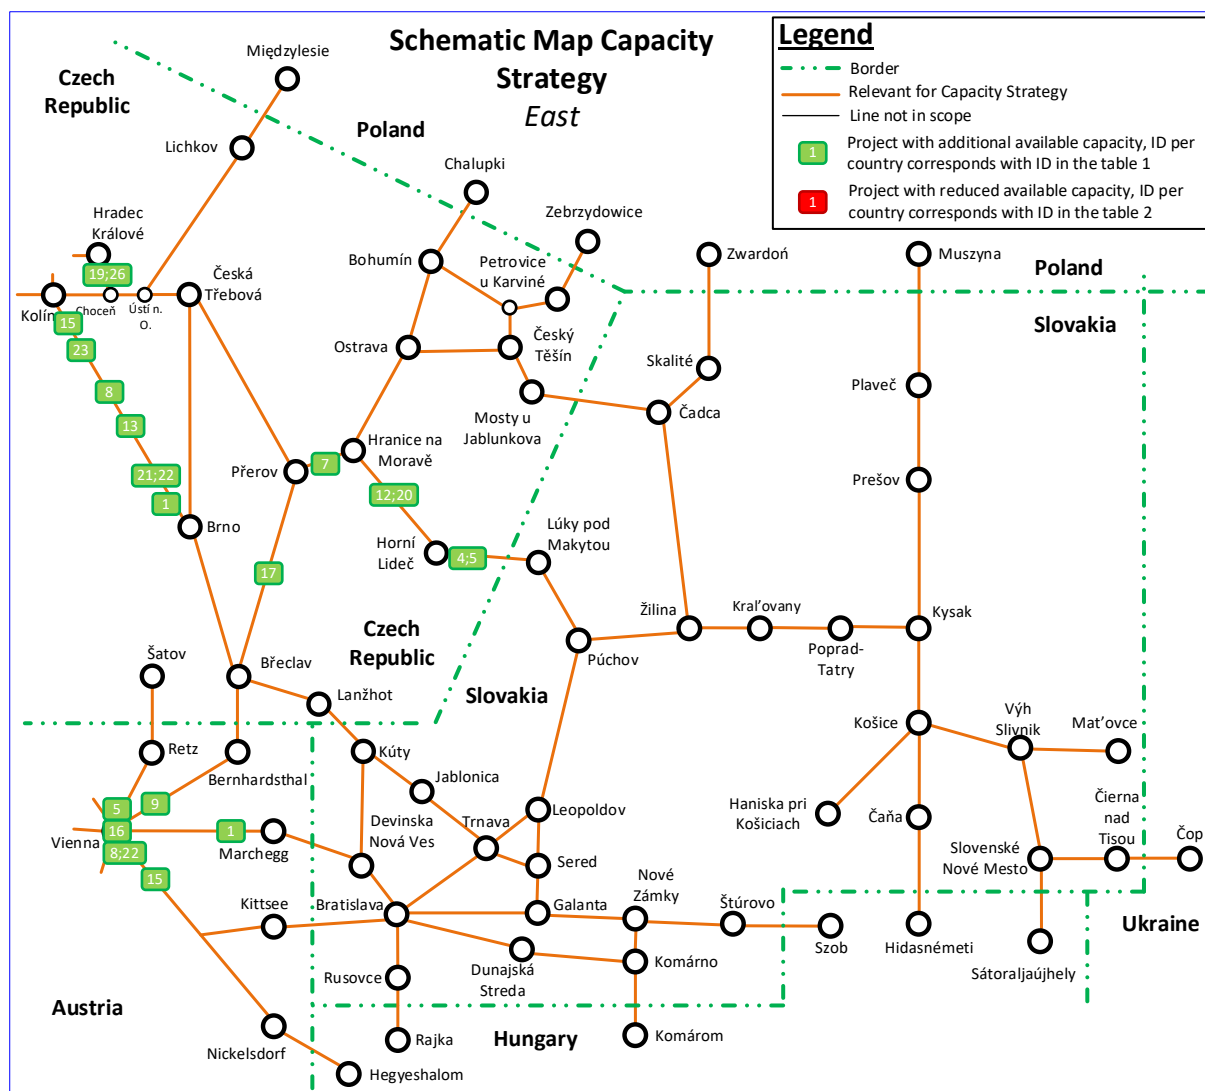 Schematic Map Capacity
Strategy
East
Legend
Border
Relevant for Capacity Strategy
Line not in scope
1
Project with additional available capacity, ID per
country corresponds with ID in the table 1
1
Project with reduced available capacity, ID per
country corresponds with ID in the table 2
Międzylesie
Czech
Republic
Lichkov
Poland
Chalupki
Zebrzydowice
Hradec
Králové
19;26
Česká
Třebová
Bohumín
Petrovice
u Karviné
Zwardoń
Muszyna
Poland
Slovakia
Kolín
Choceň
Ústí n.
O.
15
23
8
13
21;22
1
Ostrava
Český
Těšín
Skalité
Plaveč
Mosty u
Jablunkova
Čadca
Hranice na
Moravě
Přerov
7
12;20
Prešov
Brno
Horní
Lideč
4;5
Lúky pod
Makytou
17
Žilina
Kraľovany
Poprad-
Tatry
Kysak
Czech
Republic
Púchov
Šatov
Břeclav
Lanžhot
Slovakia
Košice
Výh
Slivnik
Maťovce
Retz
Bernhardsthal
Kúty
Jablonica
Haniska pri
Košiciach
Čaňa
Čierna
nad
Tisou
Čop
5
9
Vienna
16
1
Marchegg
Devinska
Nová Ves
Trnava
Leopoldov
8;22
15
Sered
Slovenské
Nové Mesto
Kittsee
Bratislava
Galanta
Nové
Zámky
Štúrovo
Szob
Hidasnémeti
Ukraine
Sátoraljaújhely
Rusovce
Dunajská
Streda
Komárno
Austria
Nickelsdorf
Rajka
Hungary
Komárom
Hegyeshalom